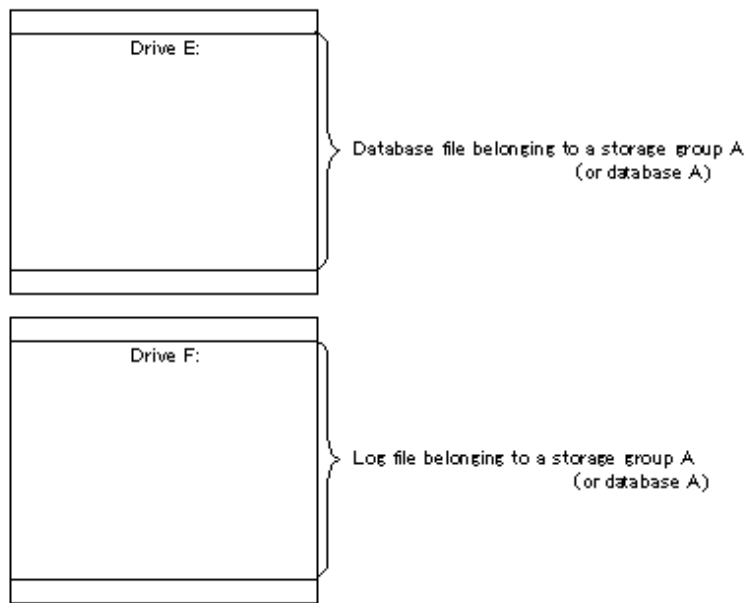 Drive E:
Database file belonging to a storage group A
(or database A)
Drive F:
Log file belonging to a storage group A
(or database A)